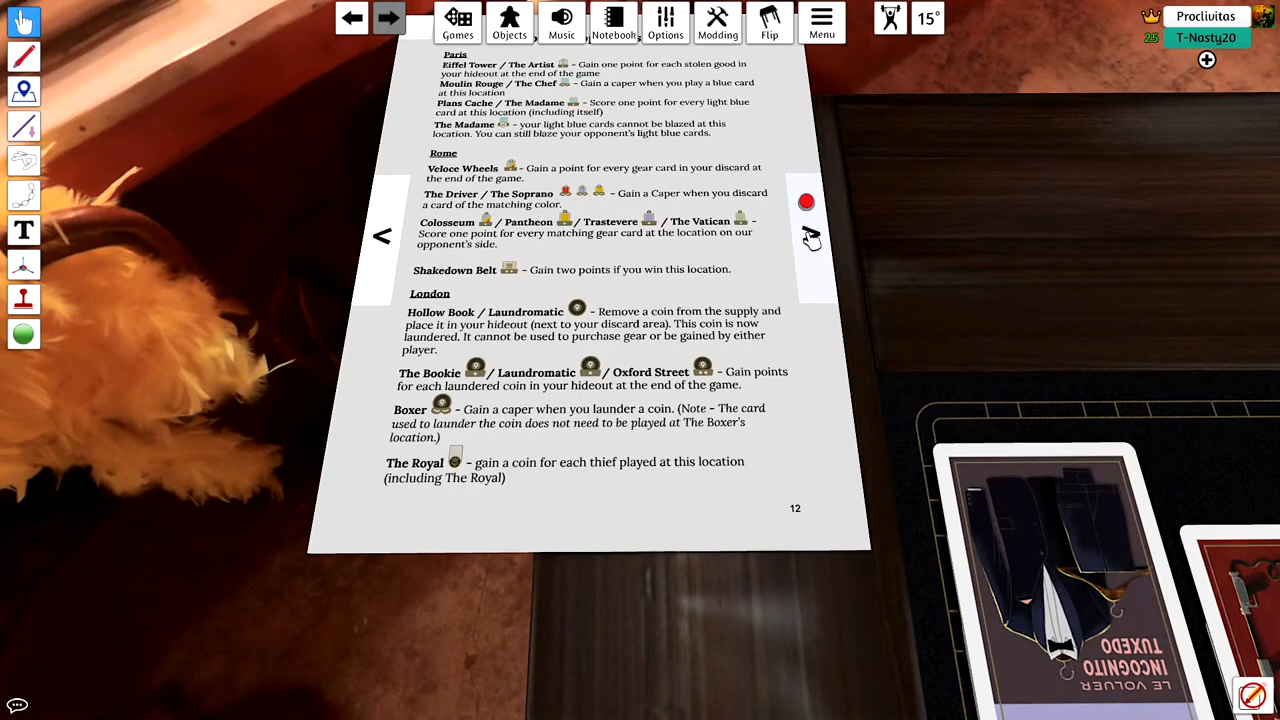 Games
Objects
Music
Notebook
Options
Modding
Flip
Menu
15°
Proclivitas
25
T-Nasty20
T
Paris
Eiffel Tower / The Artist - Gain one point for each stolen good in
your hideout at the end of the game
Moulin Rouge / The Chef - Gain a caper when you play a blue card
at this location
Plans Cache / The Madame - Score one point for every light blue
card at this location (including itself)
The Madame - your light blue cards cannot be blazed at this
location. You can still blaze your opponent's light blue cards.
Rome
Veloce Wheels - Gain a point for every gear card in your discard at
the end of the game.
The Driver / The Soprano - Gain a Caper when you discard
a card of the matching color.
Colosseum / Pantheon / Trastevere / The Vatican -
Score one point for every matching gear card at the location on our
opponent's side.
Shakedown Belt - Gain two points if you win this location.
London
Hollow Book / Laundromatic - Remove a coin from the supply and
place it in your hideout (next to your discard area). This coin is now
laundered. It cannot be used to purchase gear or be gained by either
player.
The Bookie / Laundromatic / Oxford Street - Gain points
for each laundered coin in your hideout at the end of the game.
Boxer - Gain a caper when you launder a coin. (Note - The card
used to launder the coin does not need to be played at The Boxer's
location.)
The Royal - gain a coin for each thief played at this location
(including The Royal)
12
<
>
LE VOLUER
INCOGNITO
TUXEDO